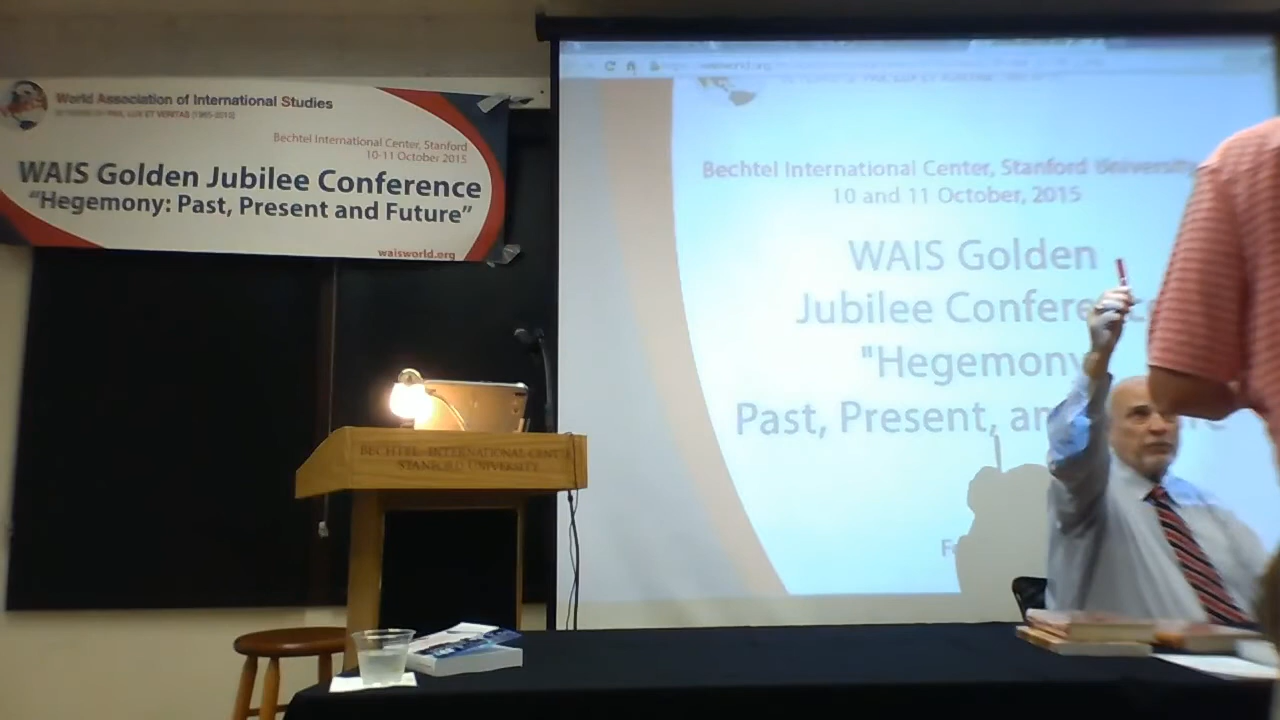 World Association of International Studies
Bechtel International Center, Stanford
10-11 October 2015
WAIS Golden Jubilee Conference
"Hegemony: Past, Present and Future"
waisworld.org
Bechtel International Center, Stanford University
10 and 11 October, 2015
WAIS Golden
Jubilee Conference
"Hegemony
Past, Present, an
BECHTEL INTERNATIONAL CENTER
STANFORD UNIVERSITY